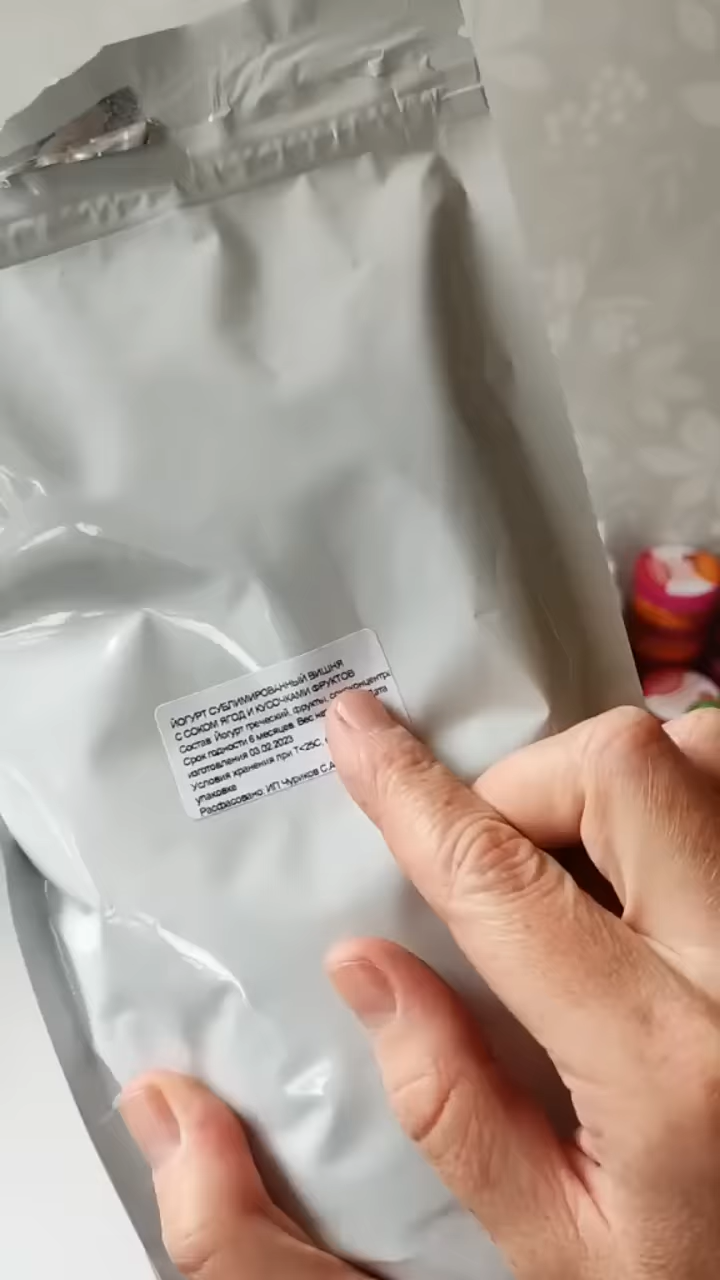 ЙОГУРТ СУБЛИМИРОВАННЫЙ ВИШНЯ
С СОКОМ ЯГОД И КУСОЧКАМИ ФРУКТОВ
Состав: Йогурт греческий, фрукты,
Срок годности 6 месяцев. Вес
изготовления 03.02.2023
Условия хранения при Т<25С,
упаковке
Расфасовано: ИП Чуриков С.А